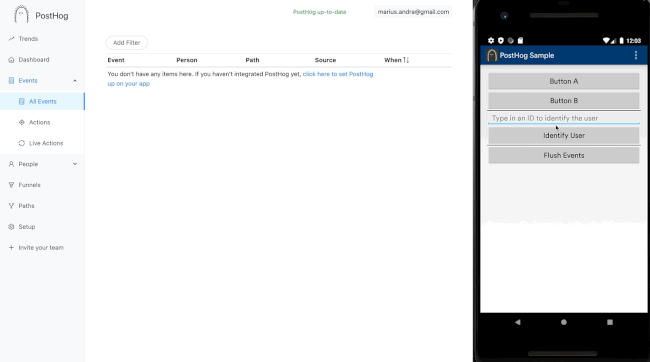 PostHog
PostHog up-to-date
marius.andre@gmail.com
Trends
Dashboard
Events
All Events
Actions
Live Actions
People
Funnels
Paths
Setup
Invite your team
Add Filter
Event Person Path Source When
You don't have any items here. If you haven't integrated PostHog yet, click here to set PostHog
up on your app
12:03
PostHog Sample
Button A
Button B
Type in an ID to identify the user
Identify User
Flush Events